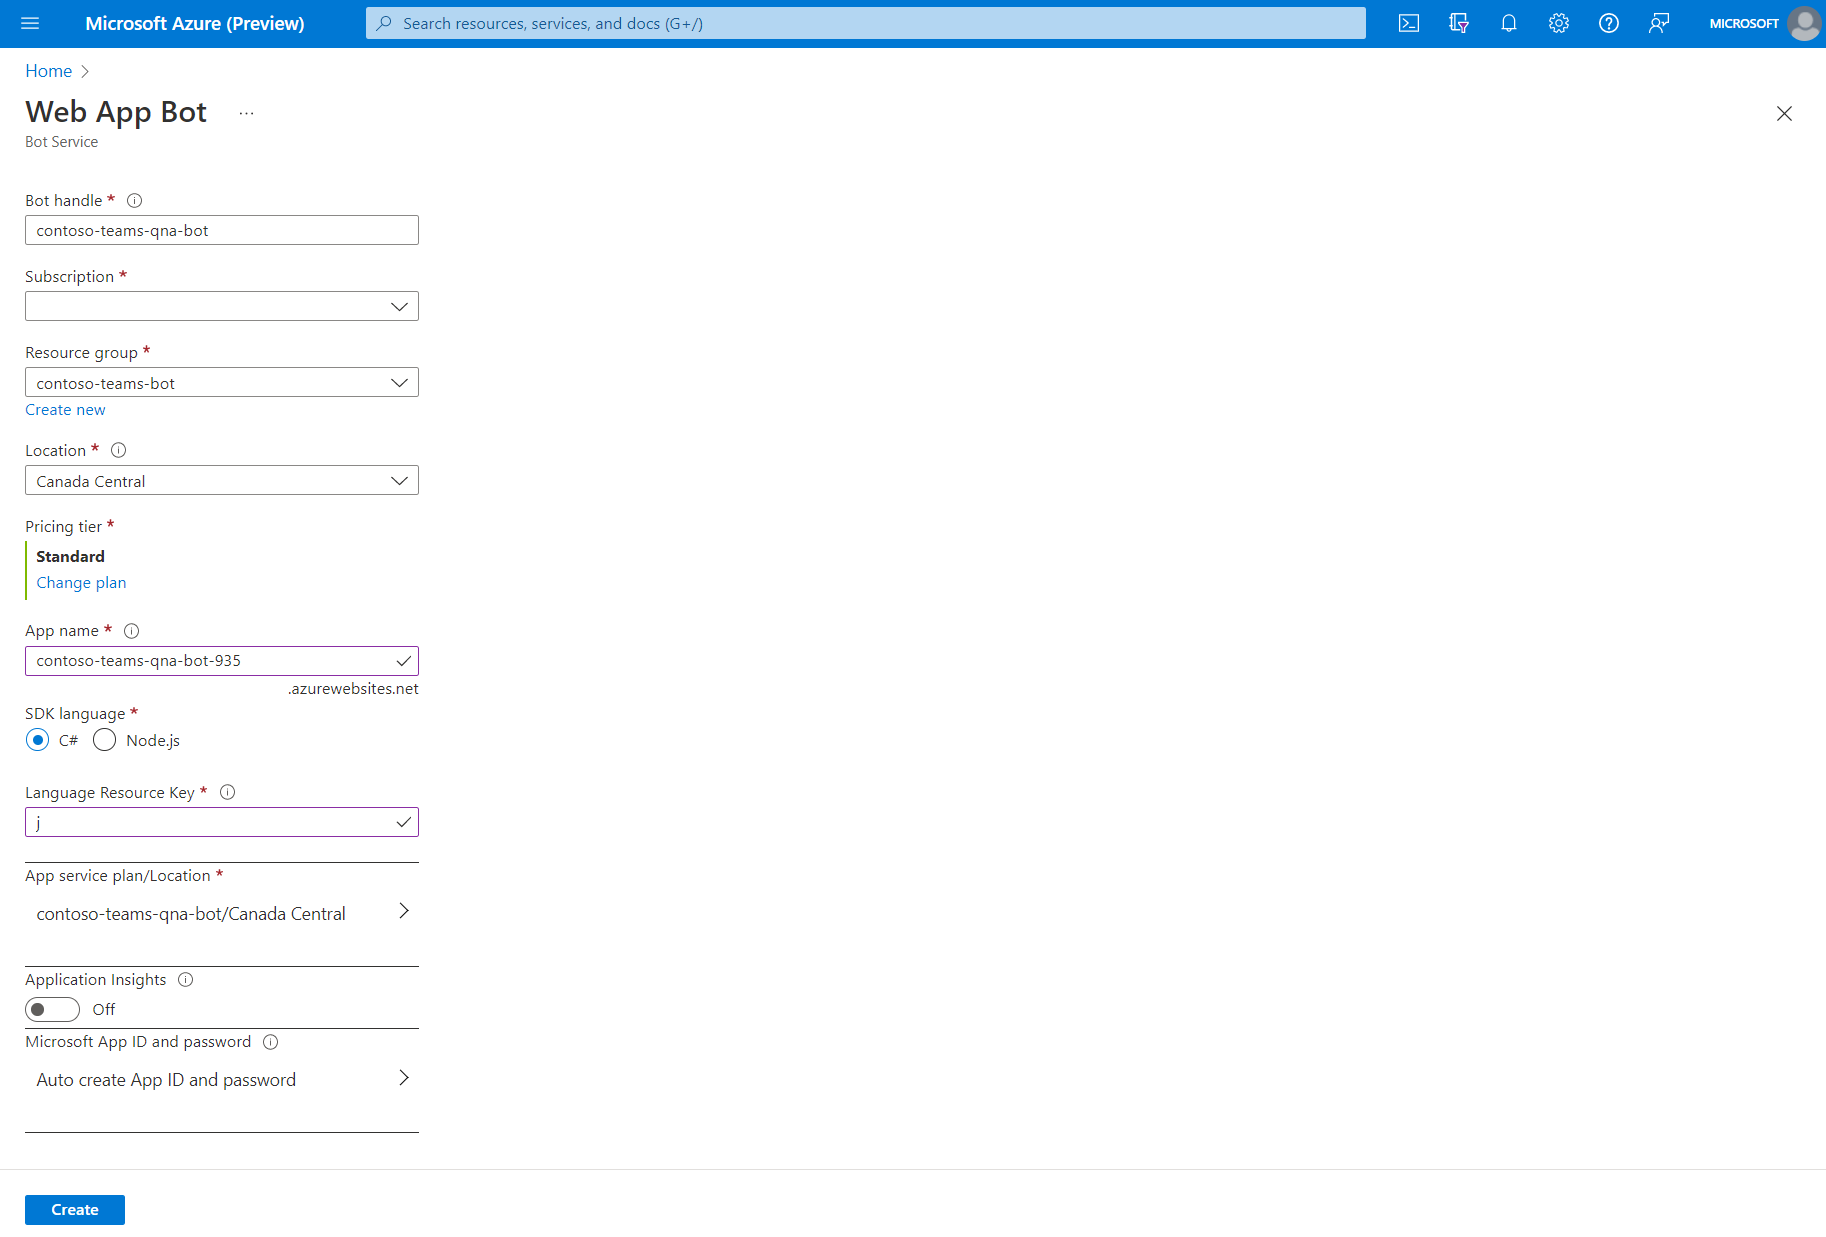 Microsoft Azure (Preview)
Search resources, services, and docs (G+/)
MICROSOFT
Home
Web App Bot ...
Bot Service
Bot handle *
contoso-teams-qna-bot
Subscription *
Resource group *
contoso-teams-bot
Create new
Location *
Canada Central
Pricing tier *
Standard
Change plan
App name *
contoso-teams-qna-bot-935
.azurewebsites.net
SDK language *
C# Node.js
Language Resource Key *
j
App service plan/Location *
contoso-teams-qna-bot/Canada Central
Application Insights
Off
Microsoft App ID and password
Auto create App ID and password
Create